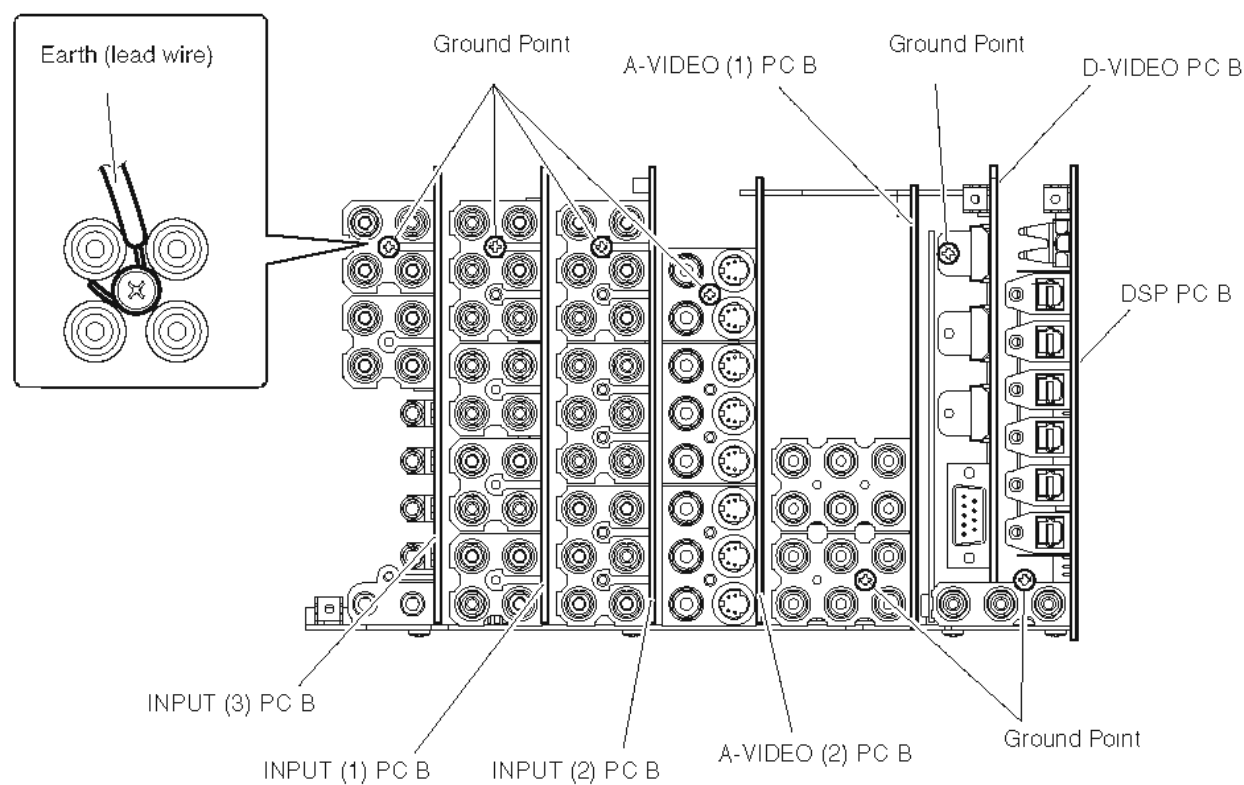 Earth (lead wire)
Ground Point
A-VIDEO (1) PC B
Ground Point
D-VIDEO PC B
DSP PC B
INPUT (3) PC B
INPUT (1) PC B
INPUT (2) PC B
A-VIDEO (2) PC B
Ground Point